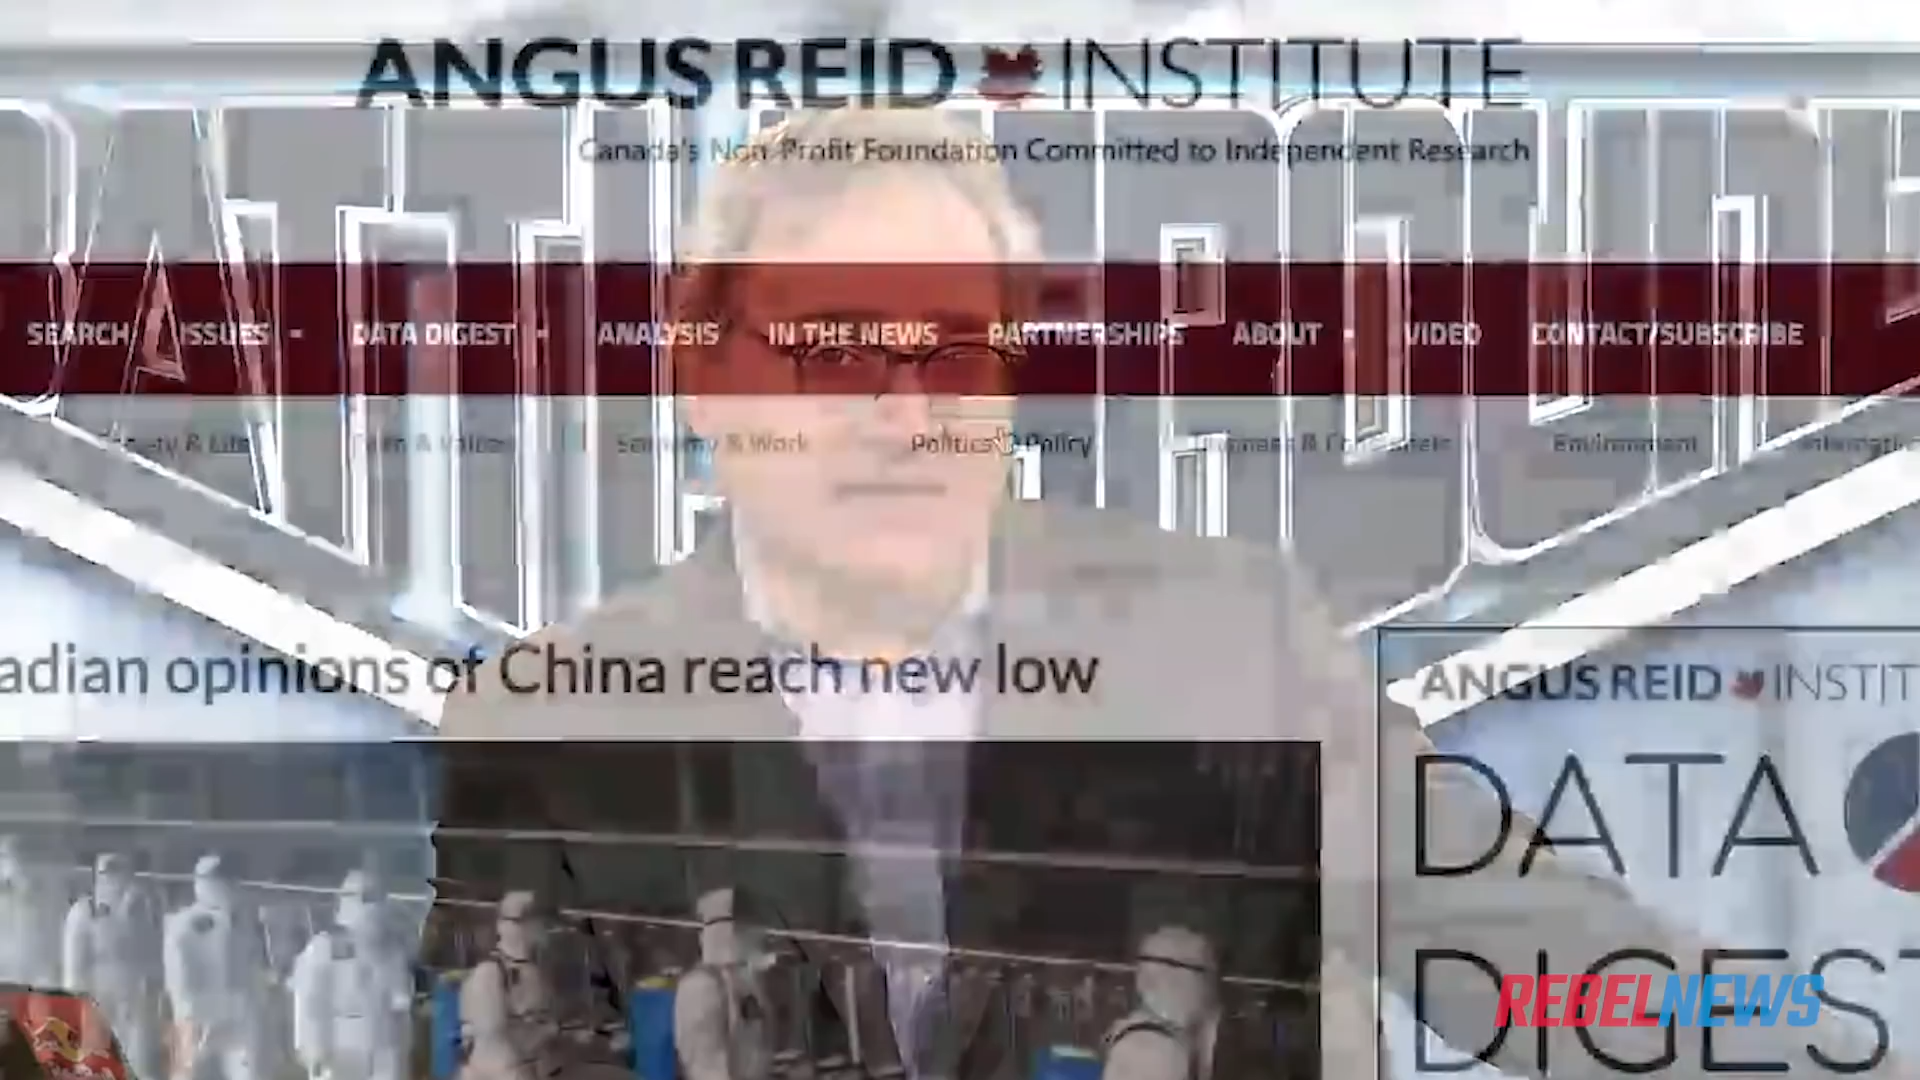 ANGUS REID INSTITUTE
Canada's Non-Profit Foundation Committed to Independent Research
SEARCH ISSUES DATA DIGEST ANALYSIS IN THE NEWS PARTNERSHIPS ABOUT VIDEO CONTACT/SUBSCRIBE
Economy & Work Politics & Policy Environment
adian opinions of China reach new low
ANGUS REID INSTIT
DATA
DIGEST
REBELNEWS